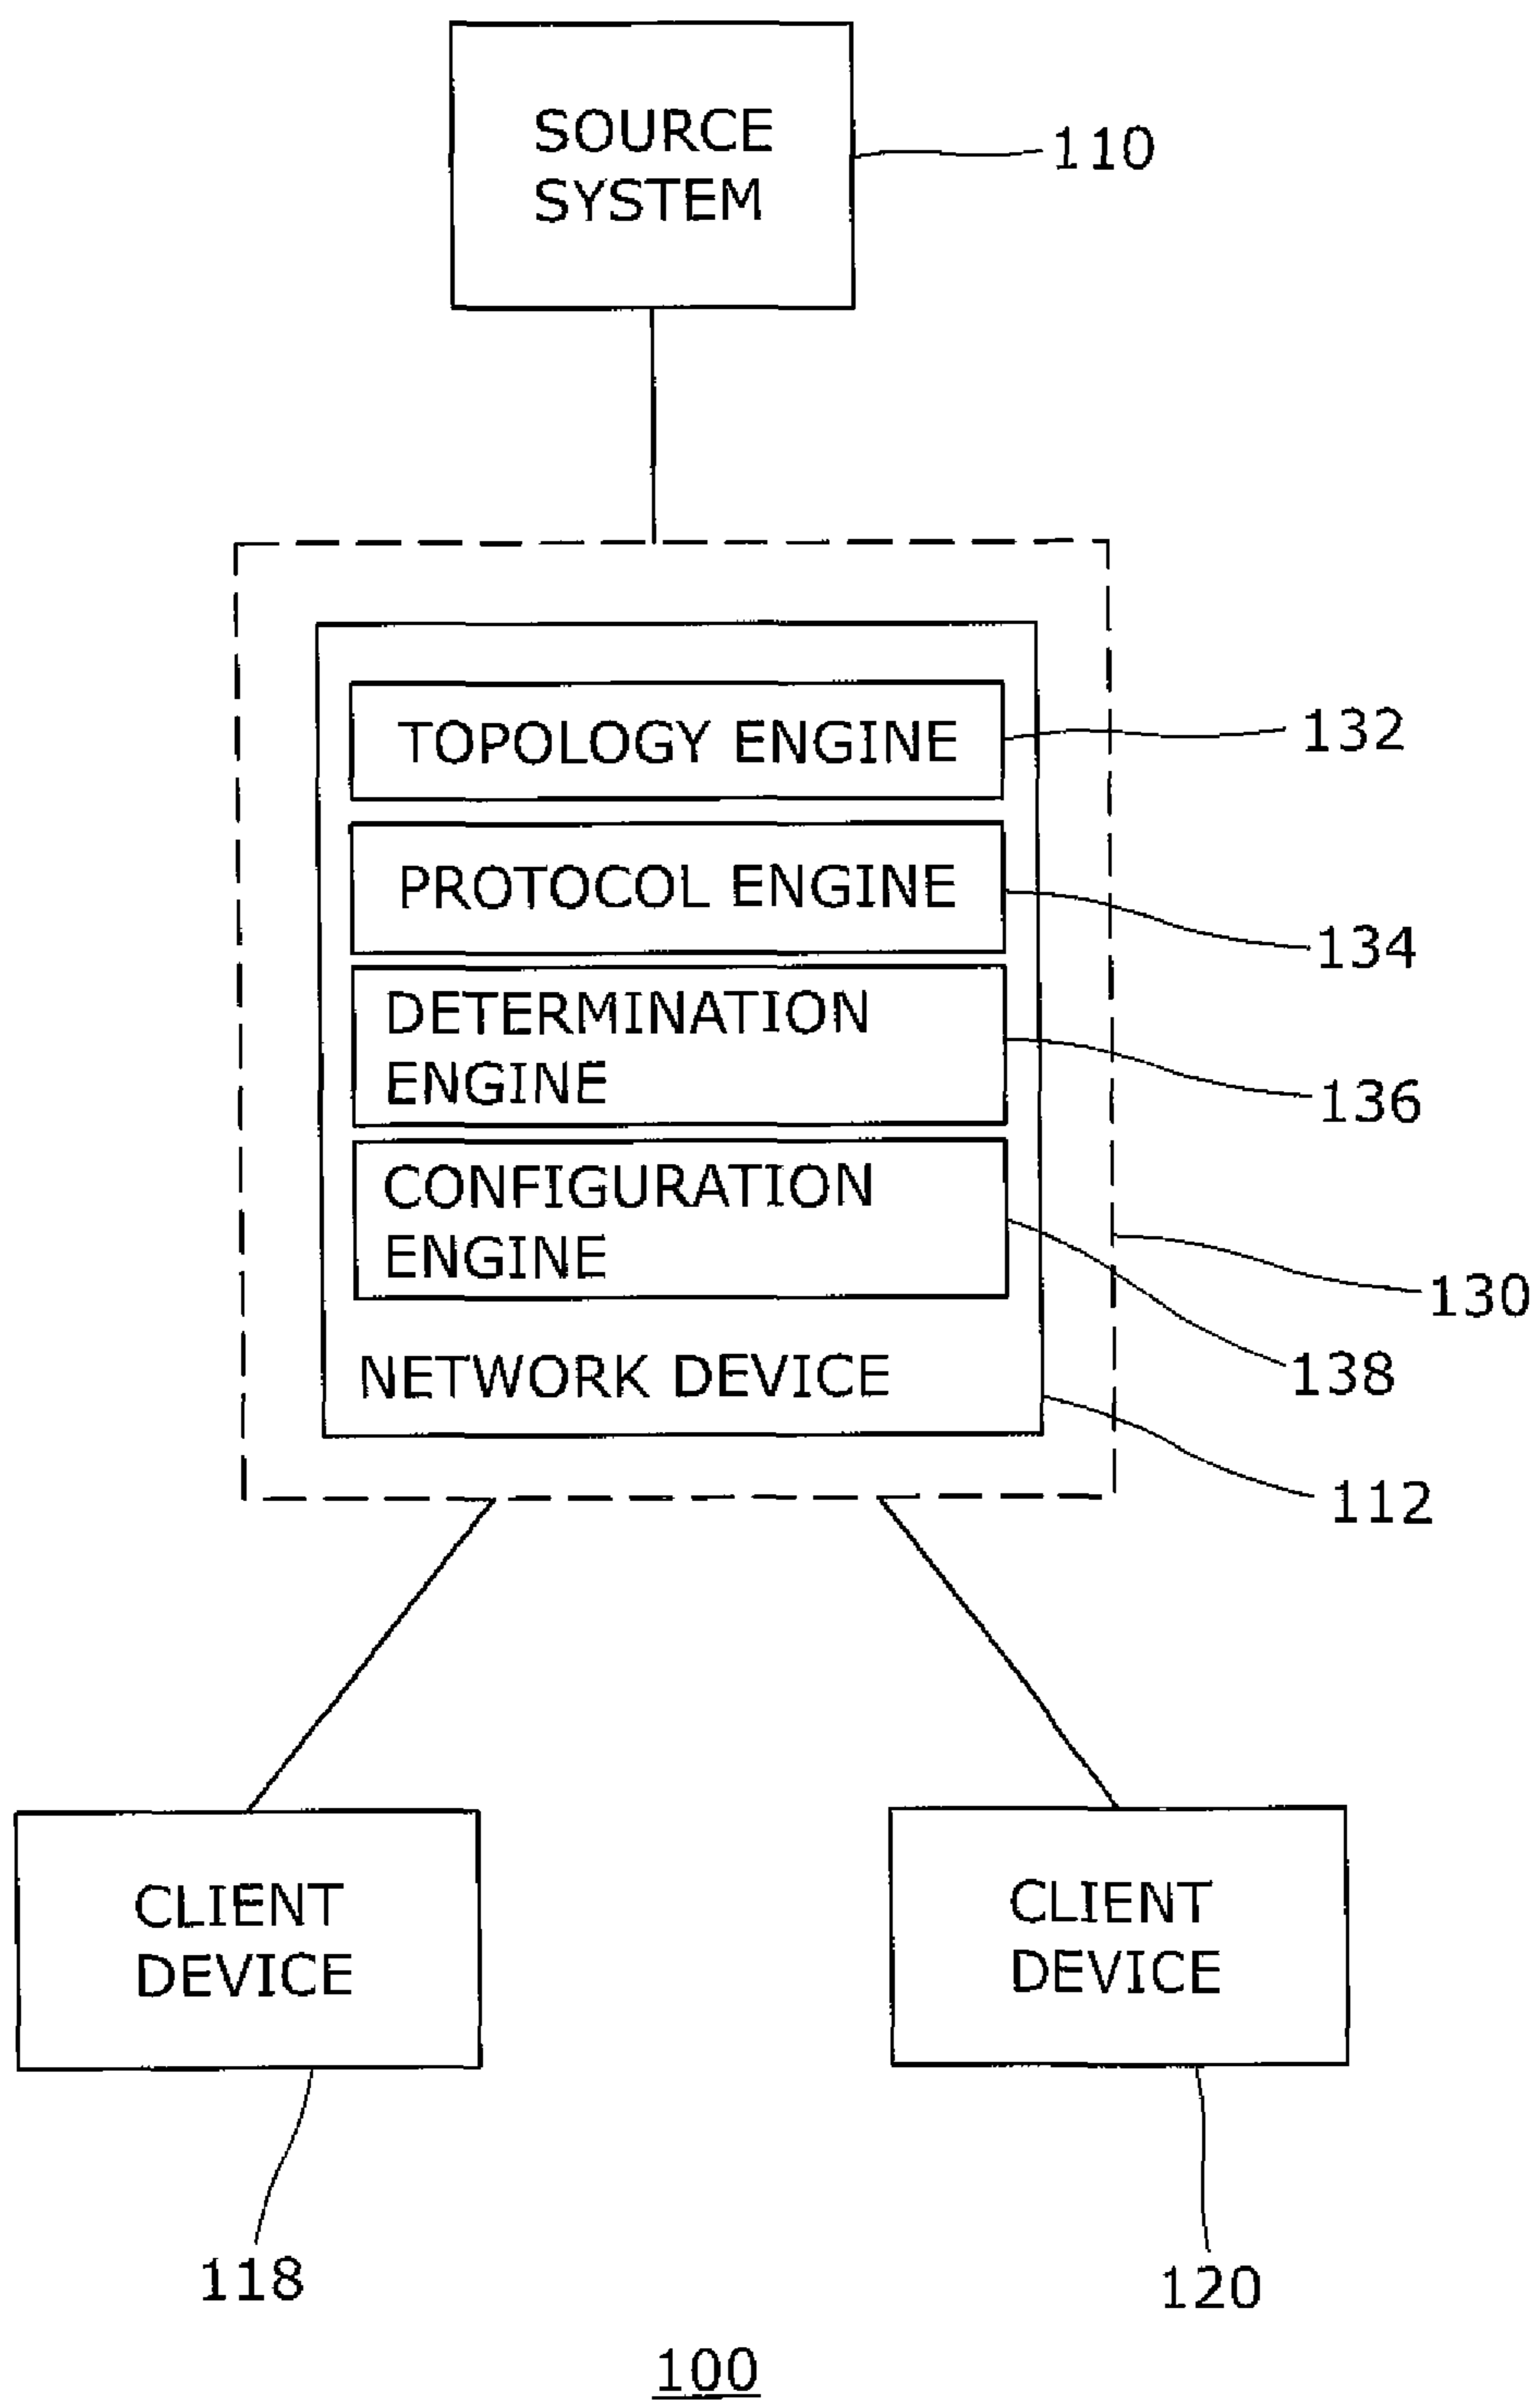 SOURCE
SYSTEM
110
TOPOLOGY ENGINE
132
PROTOCOL ENGINE
134
DETERMINATION
ENGINE
136
CONFIGURATION
ENGINE
130
138
NETWORK DEVICE
112
CLIENT
DEVICE
CLIENT
DEVICE
118
120
100